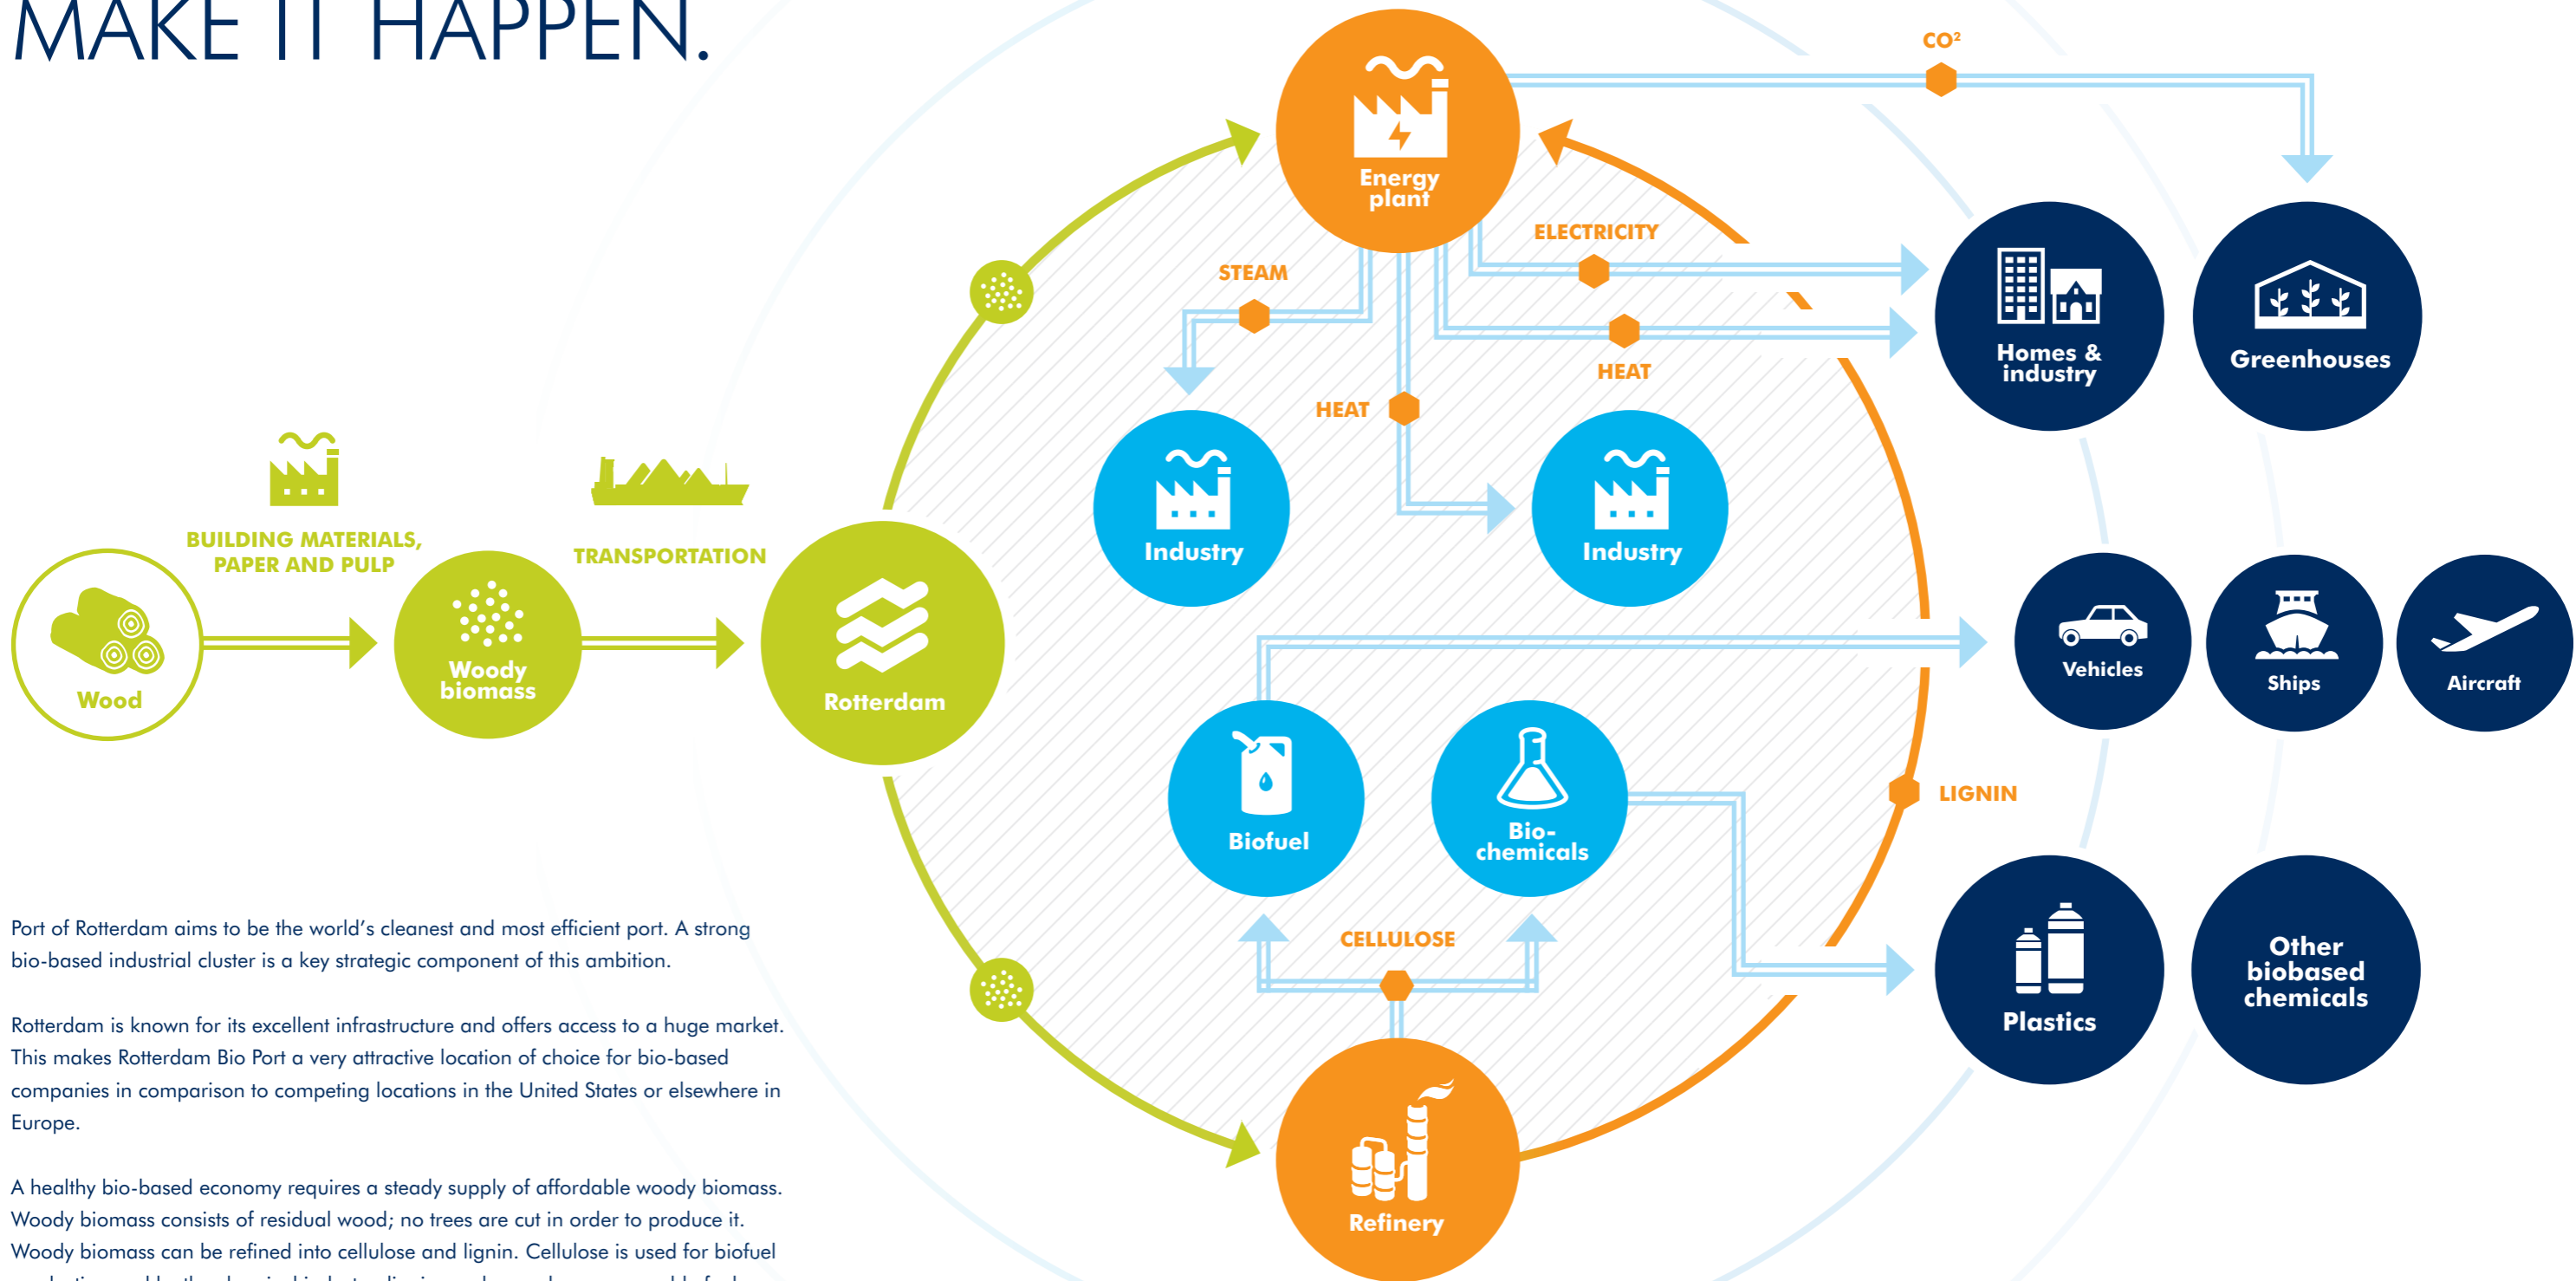 MAKE IT HAPPEN.
CO²
Energy
plant
ELECTRICITY
STEAM
HEAT
HEAT
Homes &
industry
Greenhouses
Industry
Industry
BUILDING MATERIALS,
PAPER AND PULP
TRANSPORTATION
Wood
Woody
biomass
Rotterdam
Vehicles
Ships
Aircraft
Biofuel
Bio-
chemicals
LIGNIN
CELLULOSE
Plastics
Other
biobased
chemicals
Refinery
Port of Rotterdam aims to be the world's cleanest and most efficient port. A strong
bio-based industrial cluster is a key strategic component of this ambition.
Rotterdam is known for its excellent infrastructure and offers access to a huge market.
This makes Rotterdam Bio Port a very attractive location of choice for bio-based
companies in comparison to competing locations in the United States or elsewhere in
Europe.
A healthy bio-based economy requires a steady supply of affordable woody biomass.
Woody biomass consists of residual wood; no trees are cut in order to produce it.
Woody biomass can be refined into cellulose and lignin. Cellulose is used for biofuel